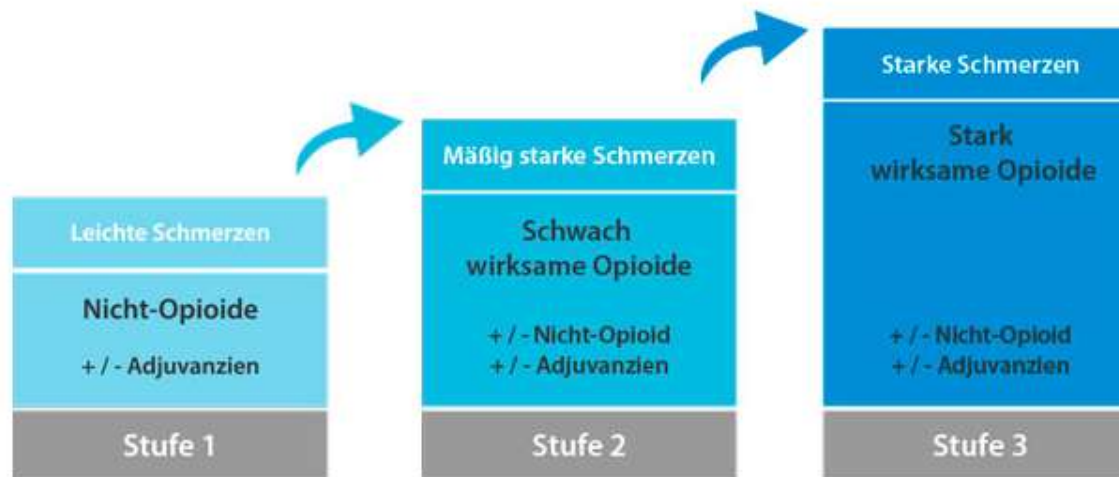 Leichte Schmerzen
Nicht-Opioide
+ / - Adjuvanzien
Stufe 1
Mäßig starke Schmerzen
Schwach
wirksame Opioide
+ / - Nicht-Opioid
+ / - Adjuvanzien
Stufe 2
Starke Schmerzen
Stark
wirksame Opioide
+ / - Nicht-Opioid
+ / - Adjuvanzien
Stufe 3